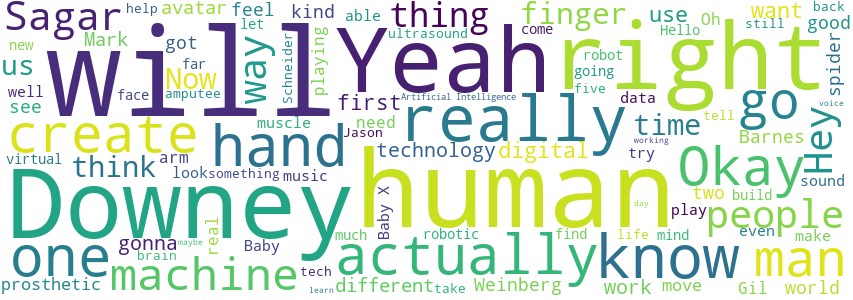 Sagar
help
avatar
feel
kind
let
able
far
Mark
got
Now
amputee
us
new
well
see
face
will
way
Schneider
playing
Yeah
thing
ultrasound
Hello
use
finger
come
robot
going
five
Oh
want
still
good
back
right
spider
create
hand
muscle
first
need
Jason
Artificial Intelligence
really
data
time
try
tell
working
go
Barnes
Hey
voice
virtual
think
arm
look
something
music
technology
digital
human
Okay
two
build
sound
Downey
Baby X
play
people
one
gonna
brain
maybe
real
Baby
tech
learn
much
robotic
find
day
life
mind
even
make
prosthetic
machine
actually
different
take
Weinberg
know
work
move
Gil
man
world